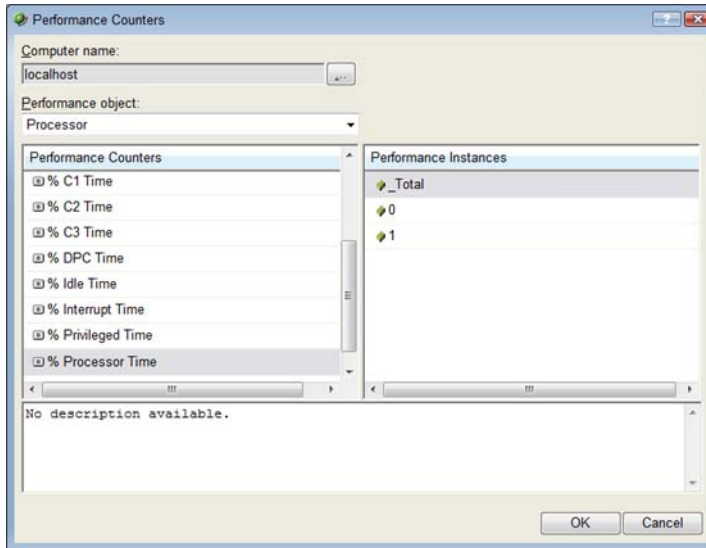 Performance Counters
Computer name:
localhost
...
Performance object:
Processor
Performance Counters
% C1 Time
% C2 Time
% C3 Time
% DPC Time
% Idle Time
% Interrupt Time
% Privileged Time
% Processor Time
Performance Instances
_Total
0
1
No description available.
OK
Cancel